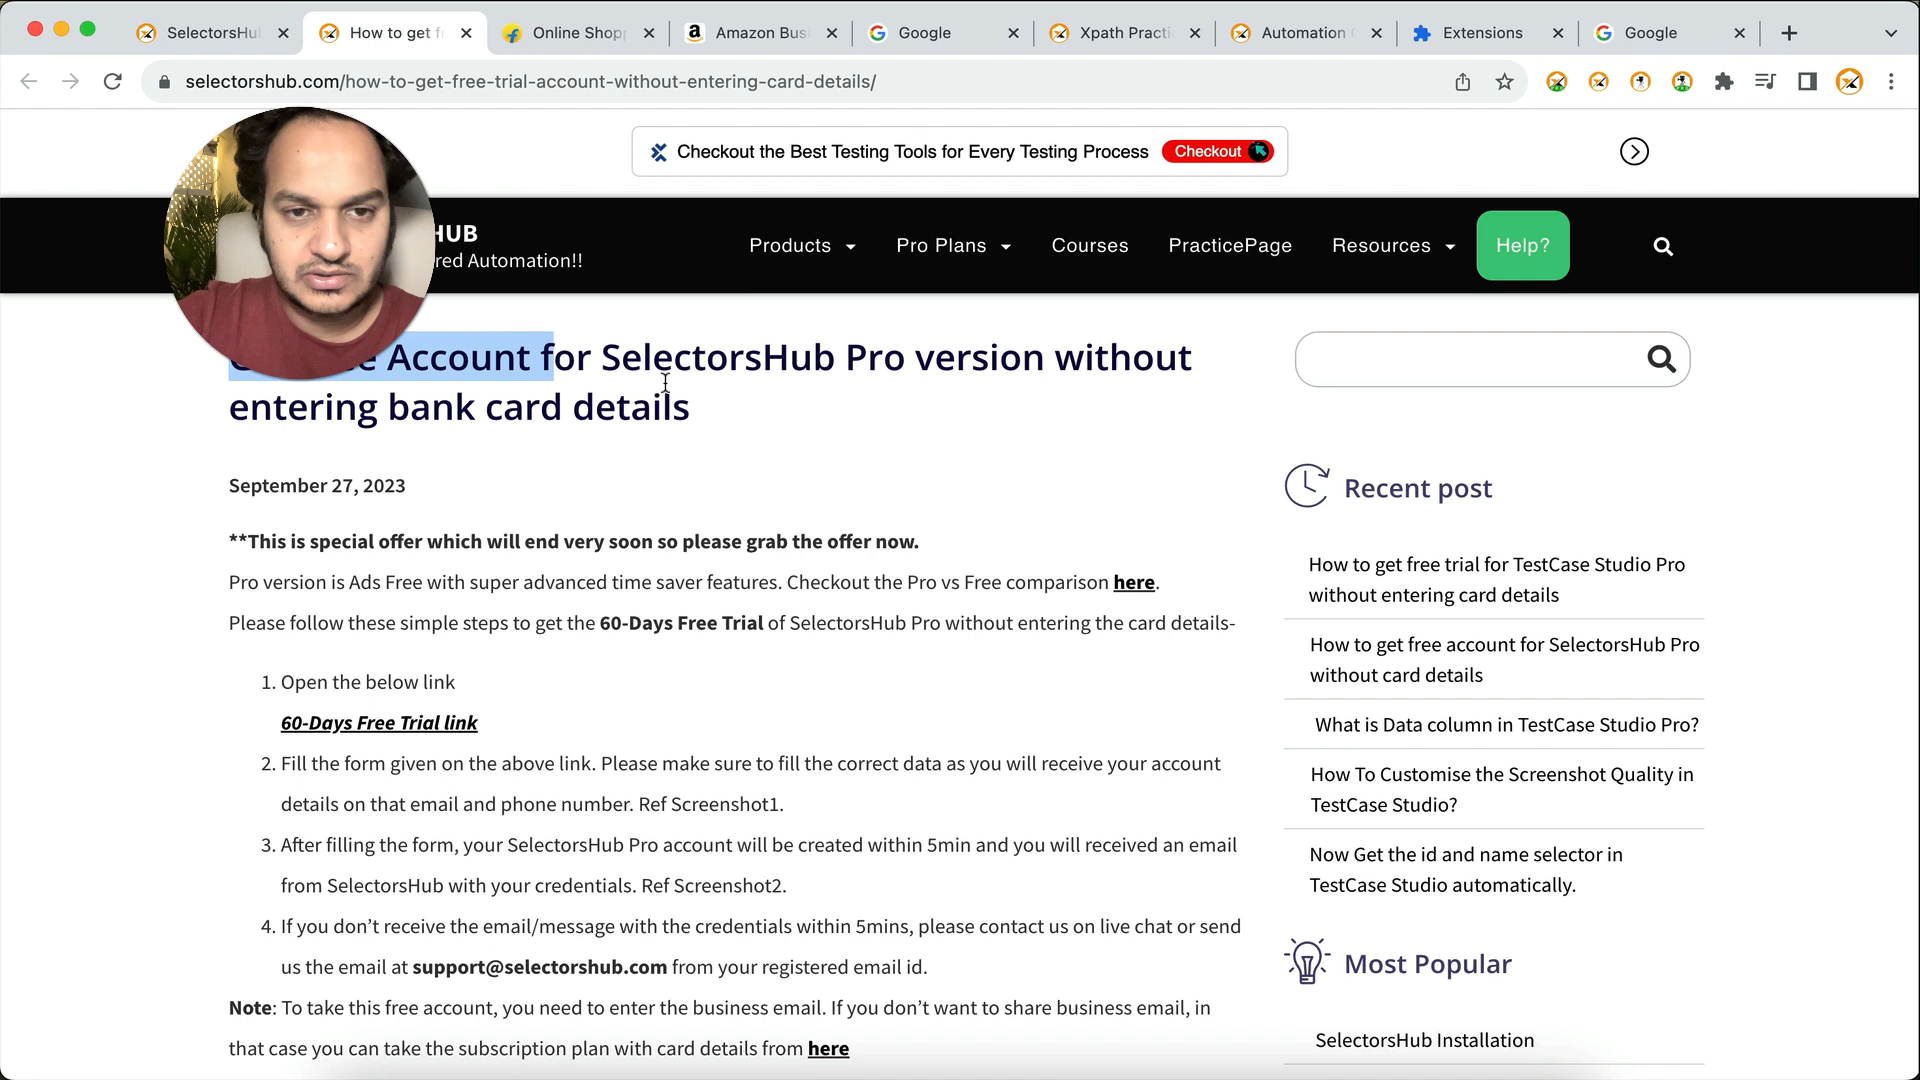 SelectorsHu
How to get f
Online Shop
Amazon Busi
Google
Xpath Practi
Automation
Extensions
Google
selectorshub.com/how-to-get-free-trial-account-without-entering-card-details/
Checkout the Best Testing Tools for Every Testing Process Checkout
HUB
red Automation!!
Products
Pro Plans
Courses
PracticePage
Resources
Help?
Account for SelectorsHub Pro version without
entering bank card details
September 27, 2023
**This is special offer which will end very soon so please grab the offer now.
Pro version is Ads Free with super advanced time saver features. Checkout the Pro vs Free comparison here.
Please follow these simple steps to get the 60-Days Free Trial of SelectorsHub Pro without entering the card details-
1. Open the below link
60-Days Free Trial link
2. Fill the form given on the above link. Please make sure to fill the correct data as you will receive your account
details on that email and phone number. Ref Screenshot1.
3. After filling the form, your SelectorsHub Pro account will be created within 5min and you will received an email
from SelectorsHub with your credentials. Ref Screenshot2.
4. If you don’t receive the email/message with the credentials within 5mins, please contact us on live chat or send
us the email at support@selectorshub.com from your registered email id.
Note: To take this free account, you need to enter the business email. If you don’t want to share business email, in
that case you can take the subscription plan with card details from here
Recent post
How to get free trial for TestCase Studio Pro
without entering card details
How to get free account for SelectorsHub Pro
without card details
What is Data column in TestCase Studio Pro?
How To Customise the Screenshot Quality in
TestCase Studio?
Now Get the id and name selector in
TestCase Studio automatically.
Most Popular
SelectorsHub Installation